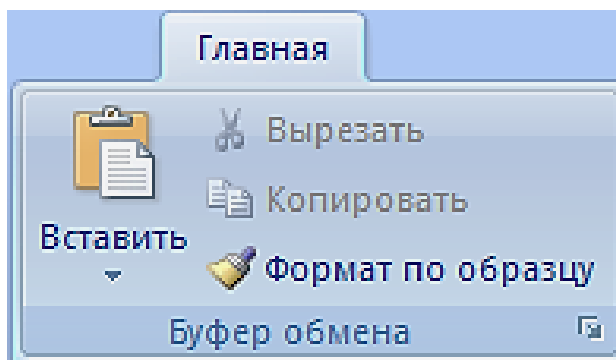 Главная
Вырезать
Копировать
Вставить
Формат по образцу
Буфер обмена